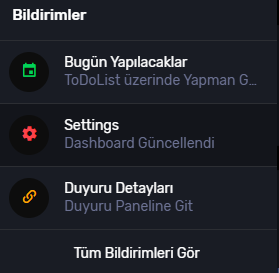 Bildirimler
Bugün Yapılacaklar
ToDoList üzerinde Yapman G...
Settings
Dashboard Güncellendi
Duyuru Detayları
Duyuru Paneline Git
Tüm Bildirimleri Gör